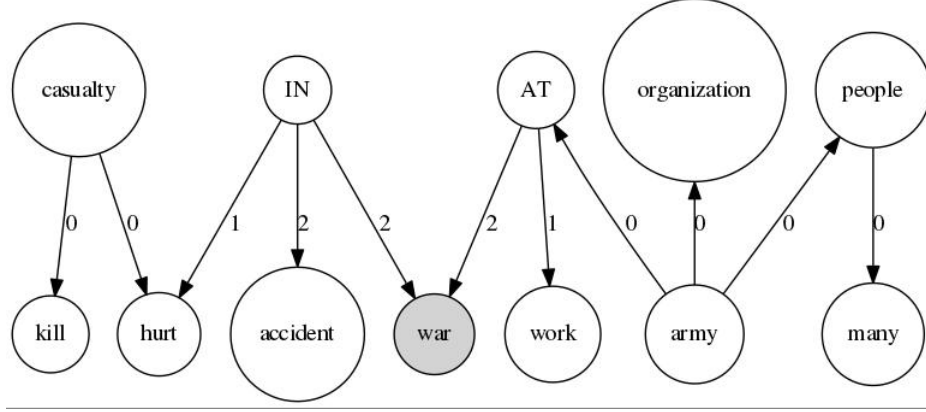 casualty IN AT organization people
0 0 1 2 2 2 1 0 0 0 0
kill hurt accident war work army many